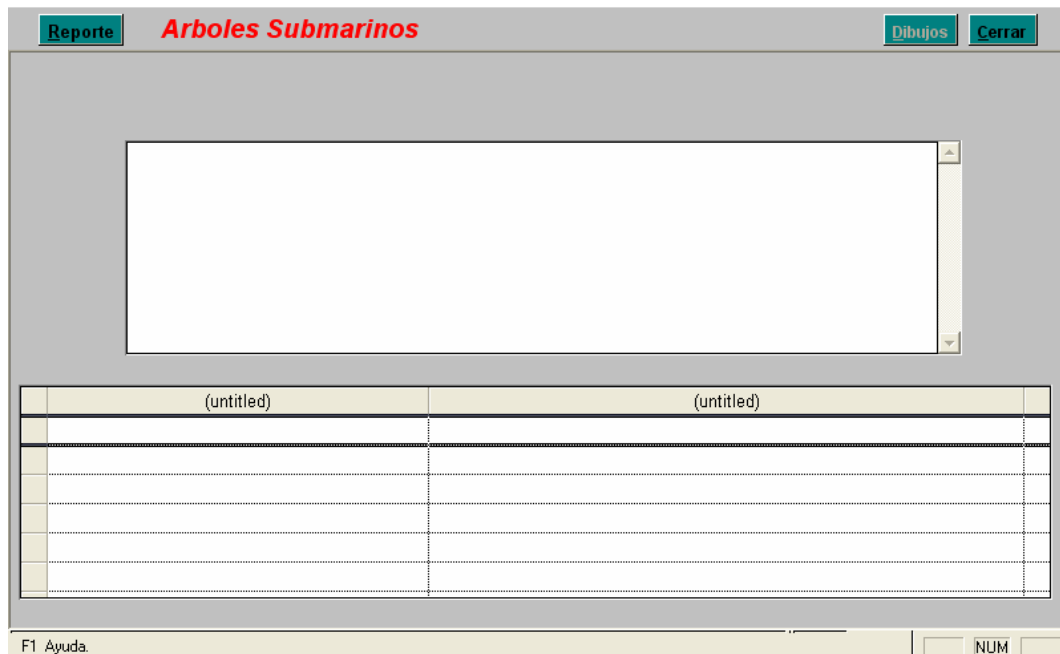 Reporte Arboles Submarinos Dibujos Cerrar
(untitled) (untitled)
F1 Ayuda. NUM